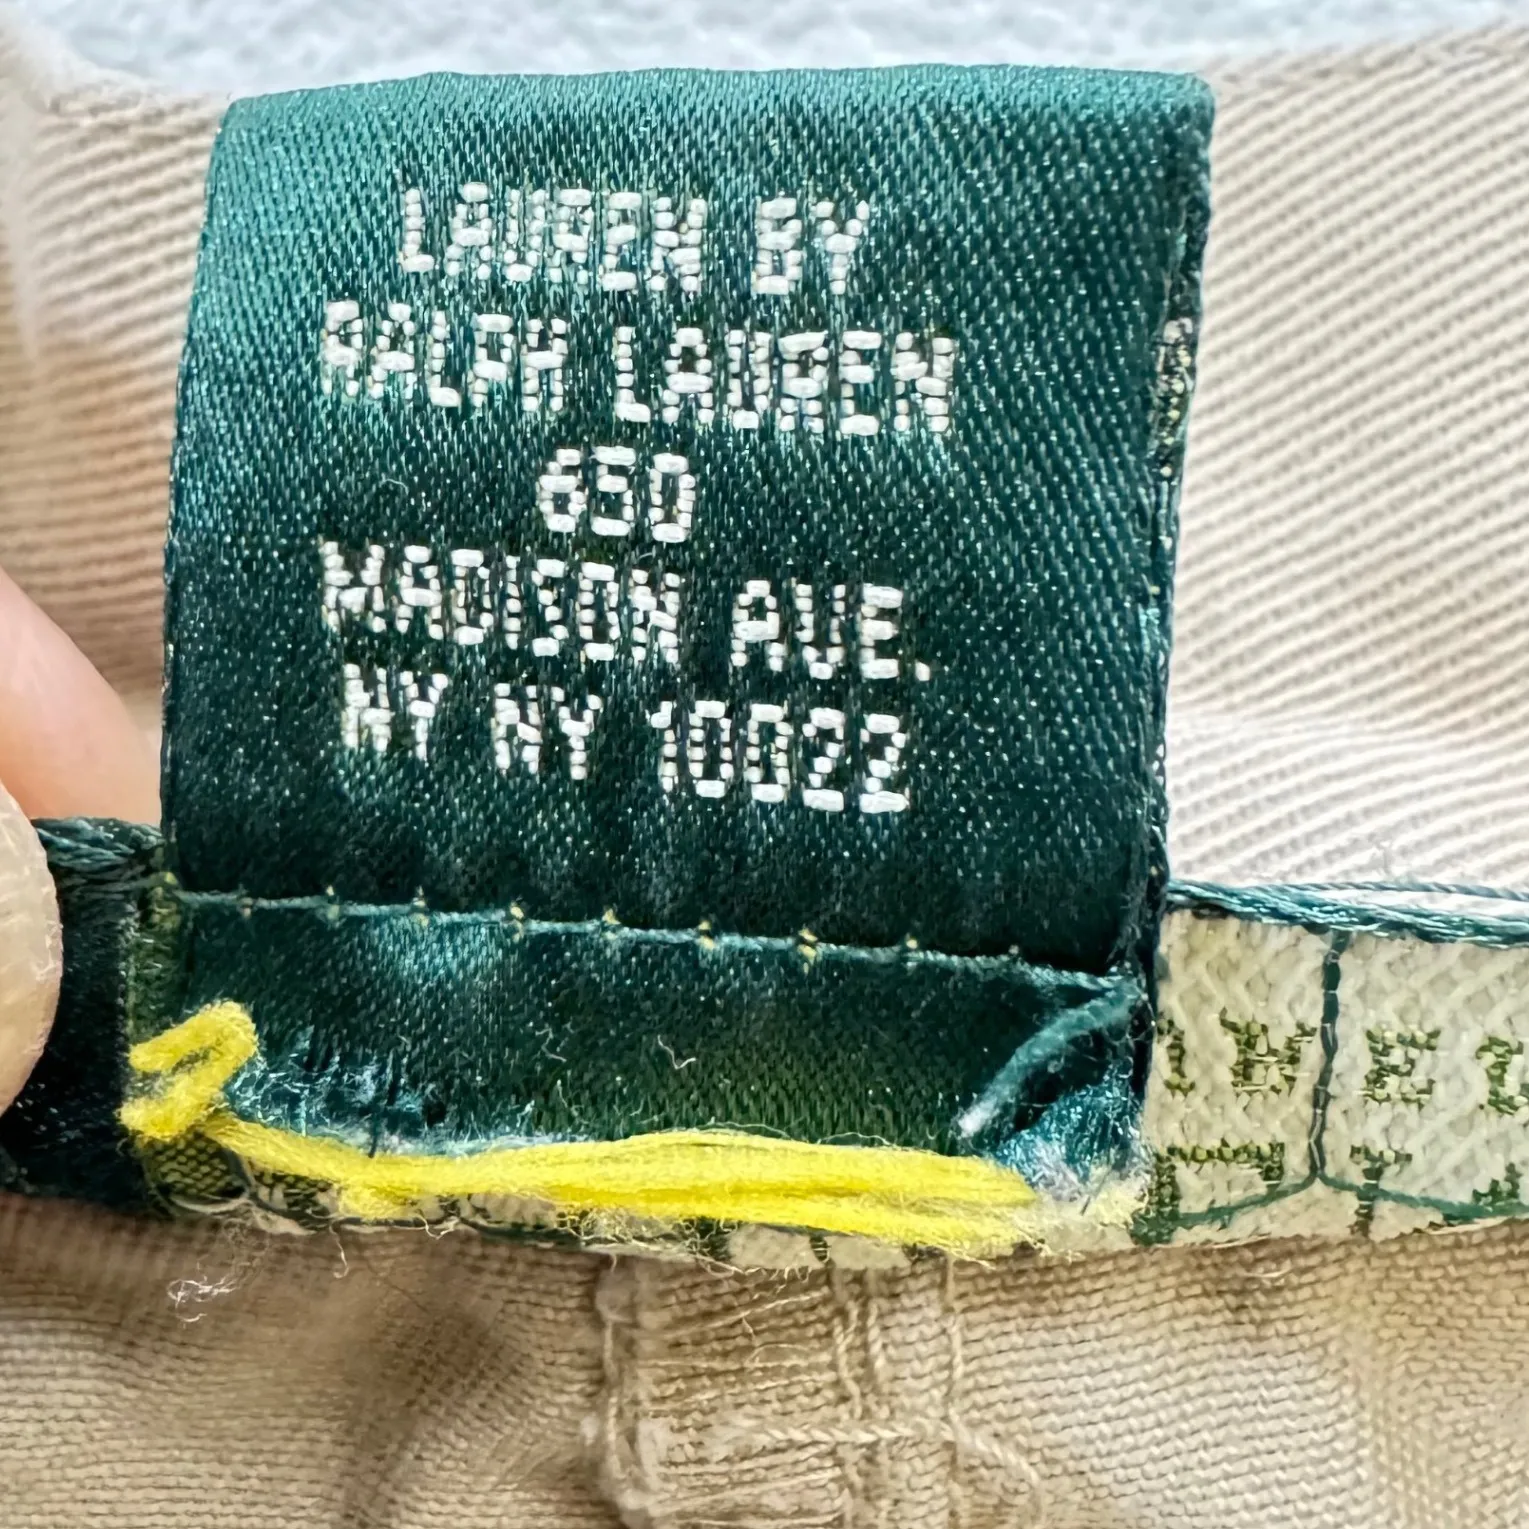 LAUREN BY
RALPH LAUREN
650
MADISON AVE.
NY NY 10022